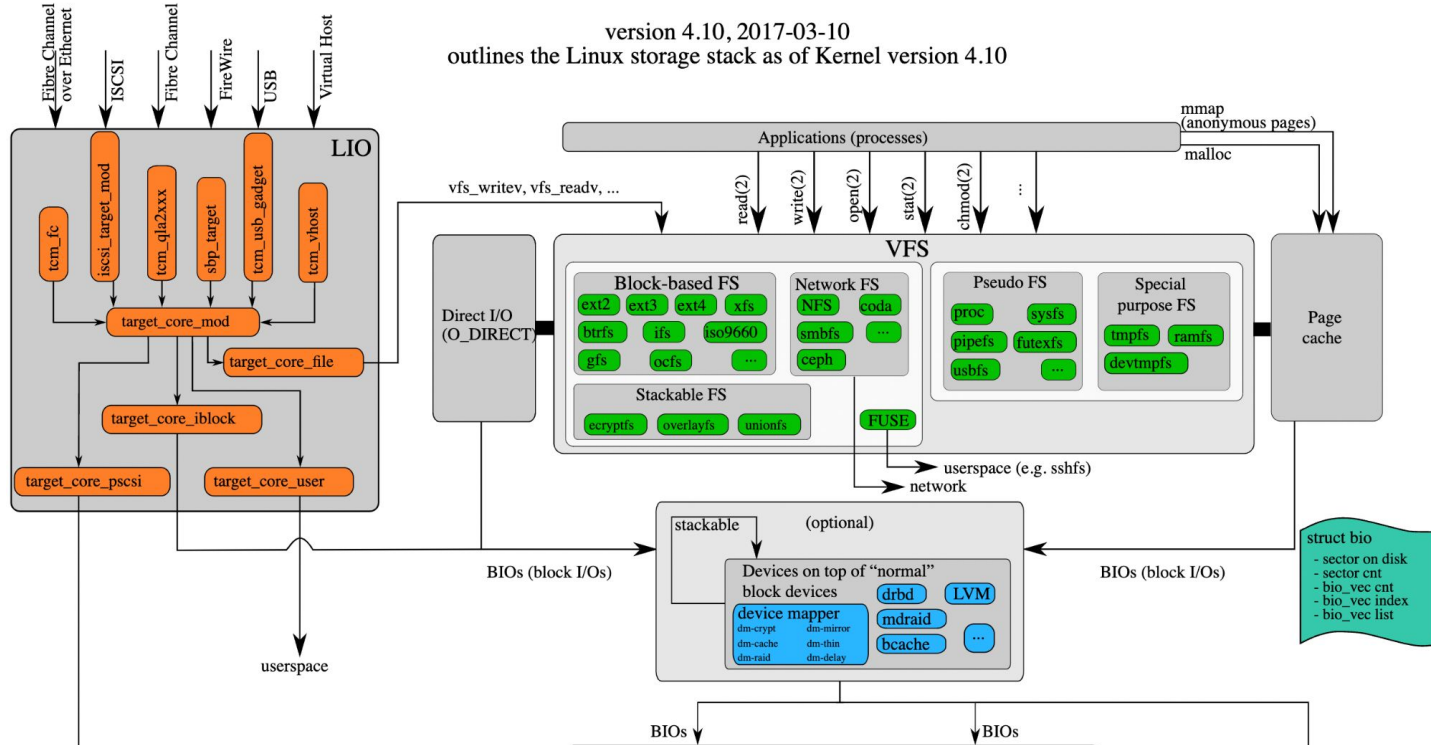 version 4.10, 2017-03-10
outlines the Linux storage stack as of Kernel version 4.10
Fibre Channel
over Ethernet
ISCSI
Fibre Channel
FireWire
USB
Virtual Host
LIO
tcm_fc
iscsi_target_mod
tcm_qla2xxx
sbp_target
tcm_usb_gadget
tcm_vhost
target_core_mod
target_core_file
target_core_iblock
target_core_pscsi
target_core_user
userspace
vfs_writev, vfs_readv, ...
Applications (processes)
mmap
(anonymous pages)
malloc
read(2)
write(2)
open(2)
stat(2)
chmod(2)
...
Direct I/O
(O_DIRECT)
VFS
Block-based FS
ext2 ext3 ext4 xfs
btrfs ifs iso9660
gfs ocfs ...
Network FS
NFS coda
smbfs ...
ceph
Pseudo FS
proc sysfs
pipefs futexfs
usbfs ...
Special
purpose FS
tmpfs ramfs
devtmpfs
Stackable FS
ecryptfs overlayfs unionfs
FUSE
userspace (e.g. sshfs)
network
Page
cache
stackable
(optional)
BIOs (block I/Os)
BIOs (block I/Os)
Devices on top of “normal”
block devices
drbd LVM
device mapper
dm-crypt dm-mirror
dm-cache dm-thin
dm-raid dm-delay
mdraid
bcache
...
struct bio
- sector on disk
- sector cnt
- bio_vec cnt
- bio_vec index
- bio_vec list
BIOs
BIOs